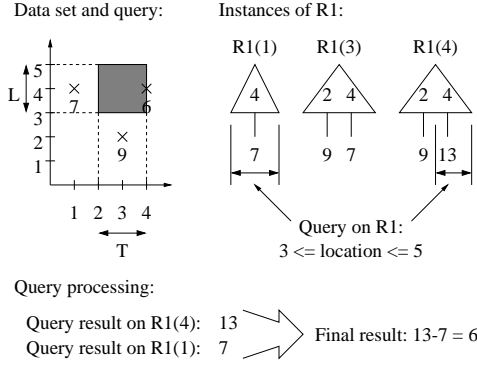 Data set and query:
Instances of R1:
R1(1) R1(3) R1(4)
5
4
3
2
1
L
7
6
9
1 2 3 4
T
4
2 4
2 4
7
9 7
9 13
Query on R1:
3 <= location <= 5
Query processing:
Query result on R1(4): 13
Query result on R1(1): 7
Final result: 13-7 = 6